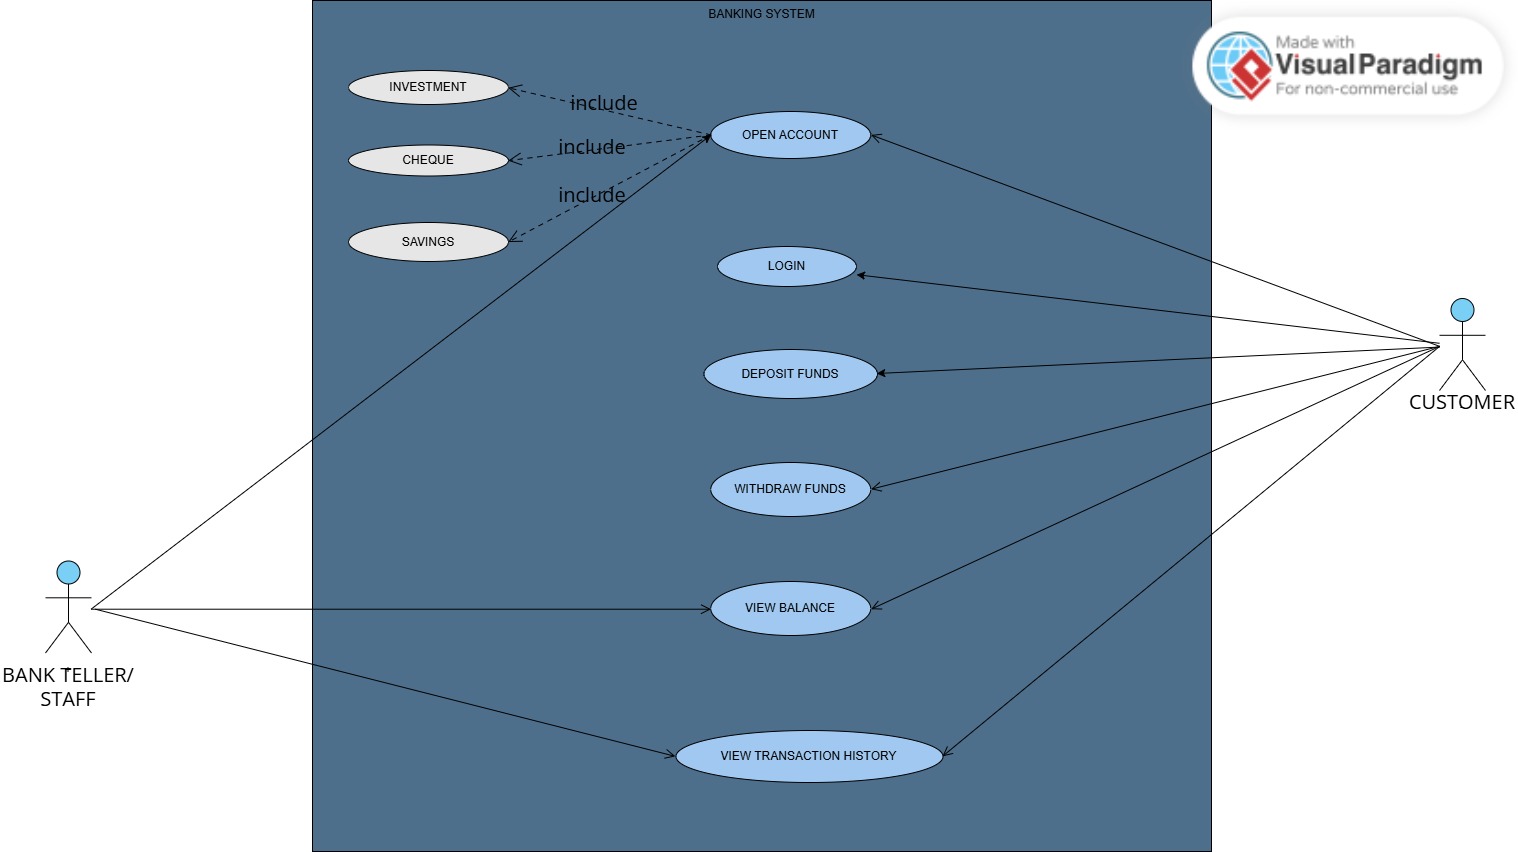 BANKING SYSTEM
Made with
Visual Paradigm
For non-commercial use
INVESTMENT
include
OPEN ACCOUNT
include
CHEQUE
include
SAVINGS
LOGIN
DEPOSIT FUNDS
CUSTOMER
WITHDRAW FUNDS
VIEW BALANCE
BANK TELLER/
STAFF
VIEW TRANSACTION HISTORY